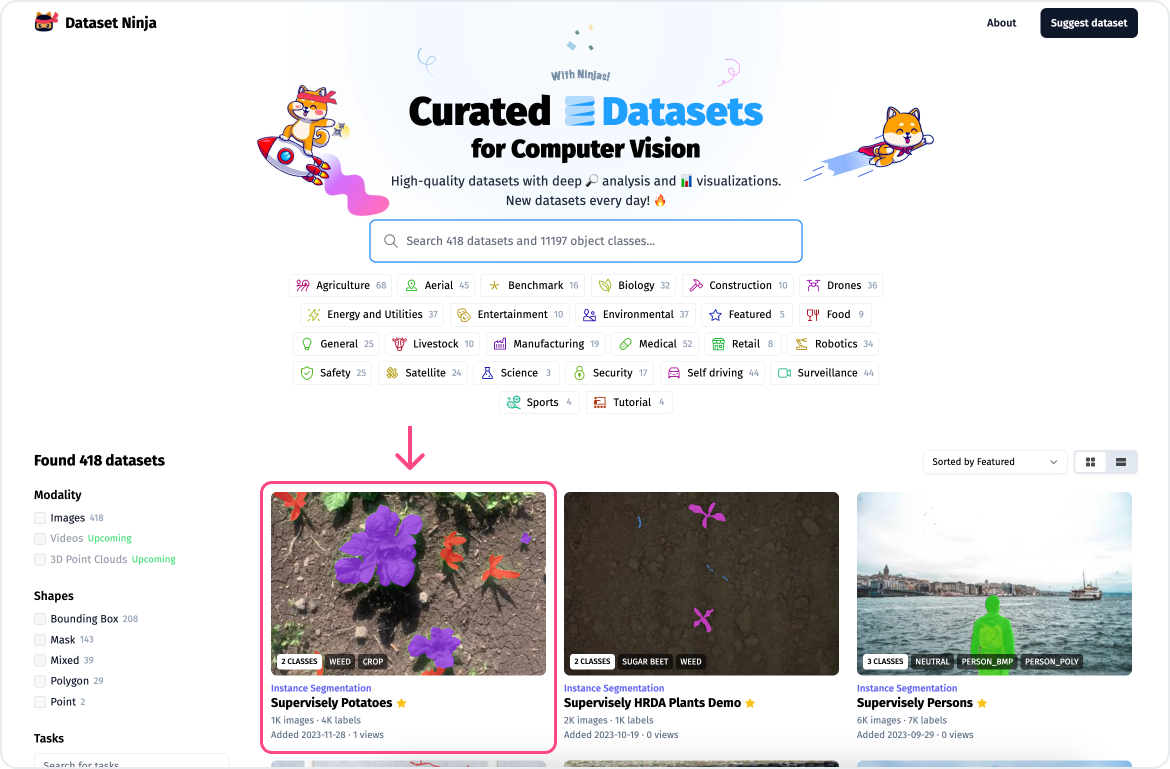 Dataset Ninja
About
Suggest dataset
With Ninjas!
Curated Datasets
for Computer Vision
High-quality datasets with deep 🔎 analysis and 📊 visualizations.
New datasets every day! 🔥
Search 418 datasets and 11197 object classes...
Agriculture 68 Aerial 45 Benchmark 16 Biology 32 Construction 10 Drones 36
Energy and Utilities 37 Entertainment 10 Environmental 37 Featured 5 Food 9
General 25 Livestock 10 Manufacturing 19 Medical 52 Retail 8 Robotics 34
Safety 25 Satellite 24 Science 3 Security 17 Self driving 44 Surveillance 44
Sports 4 Tutorial 4
Found 418 datasets
Sorted by Featured
Modality
Images 418
Videos Upcoming
3D Point Clouds Upcoming
Shapes
Bounding Box 208
Mask 143
Mixed 39
Polygon 29
Point 2
Tasks
Search for tasks
2 CLASSES WEED CROP
Instance Segmentation
Supervisely Potatoes ⭐
1K images · 4K labels
Added 2023-11-28 · 1 views
2 CLASSES SUGAR BEET WEED
Instance Segmentation
Supervisely HRDA Plants Demo ⭐
2K images · 1K labels
Added 2023-10-19 · 0 views
3 CLASSES NEUTRAL PERSON_BMP PERSON_POLY
Instance Segmentation
Supervisely Persons ⭐
6K images · 7K labels
Added 2023-09-29 · 0 views